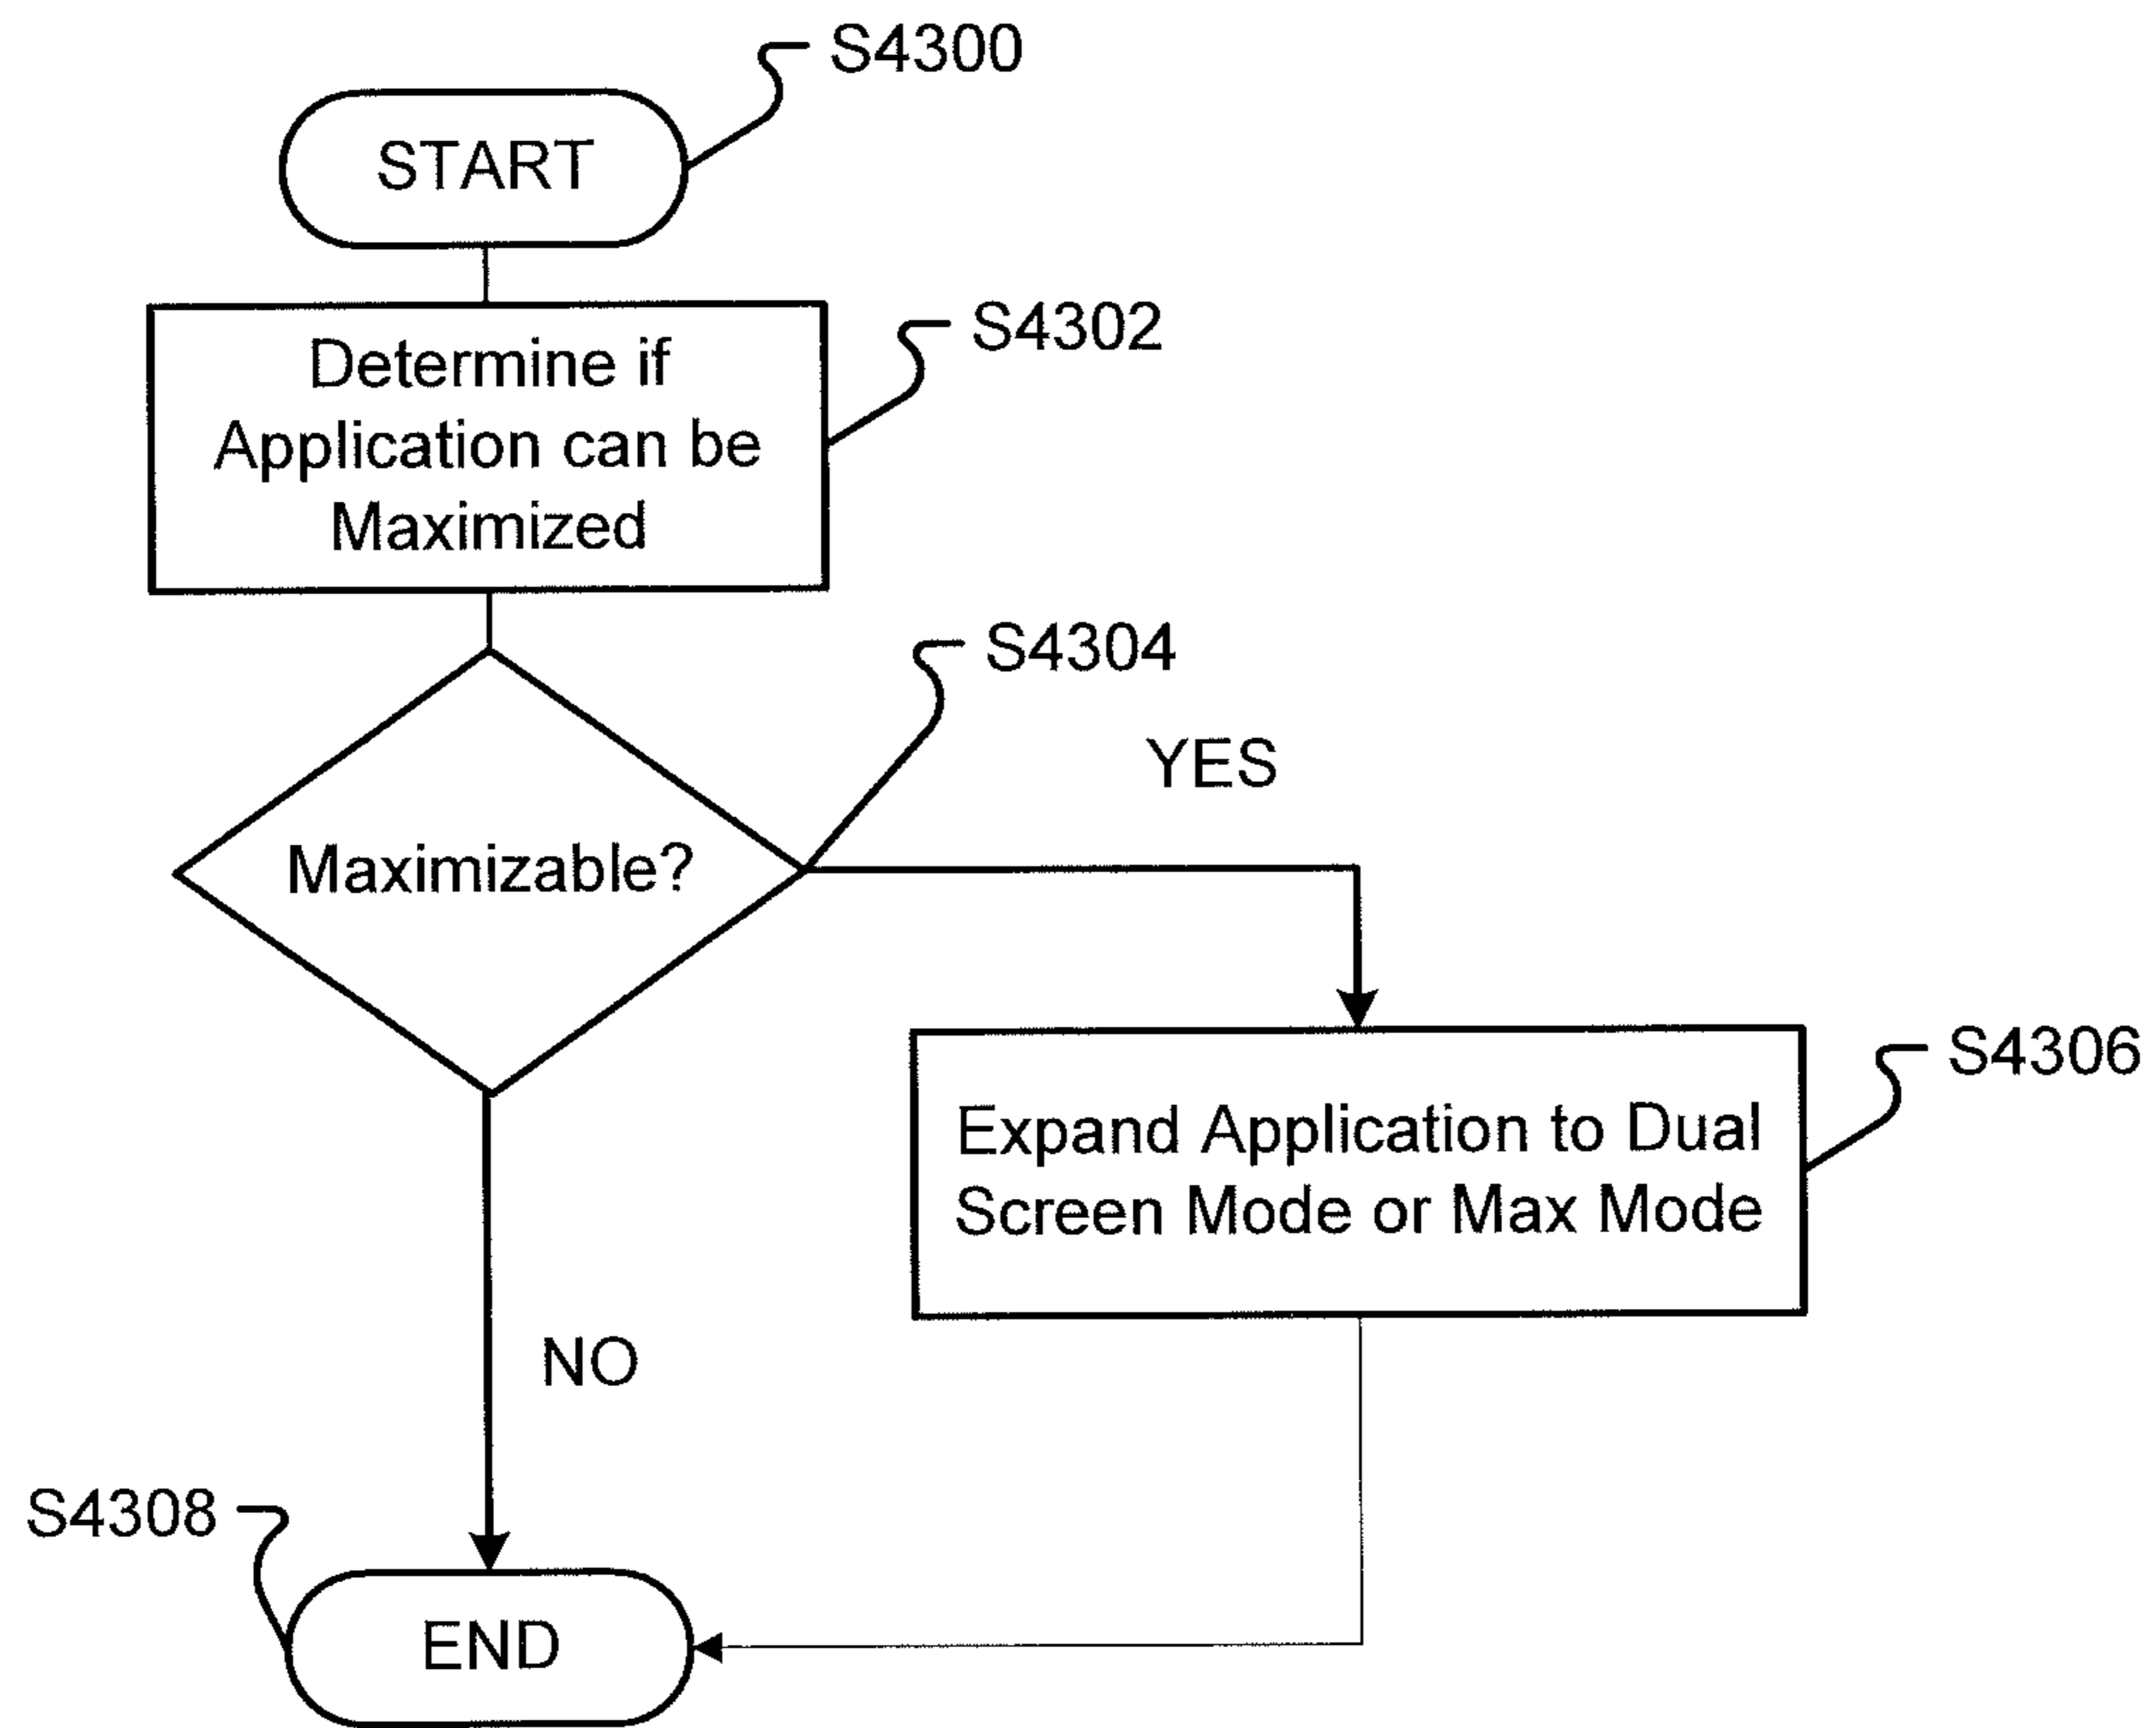 S4300
START
S4302
Determine if
Application can be
Maximized
S4304
YES
Maximizable?
S4306
Expand Application to Dual
Screen Mode or Max Mode
NO
S4308
END